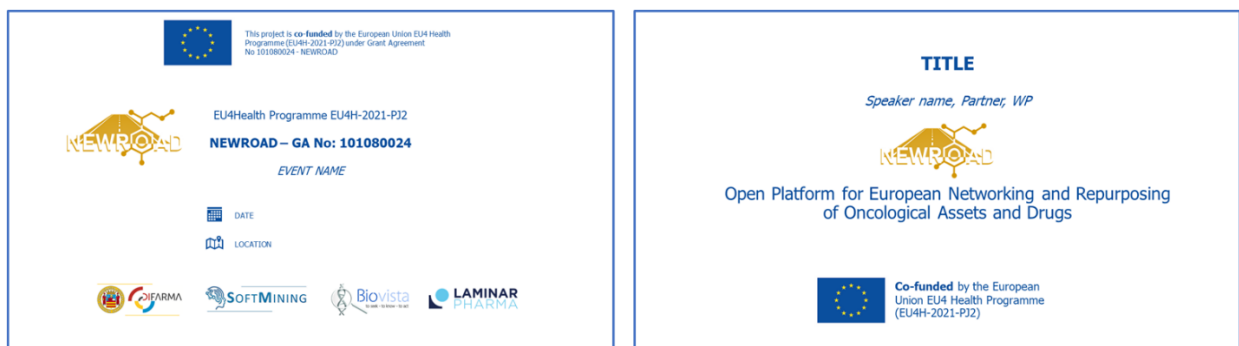 This project is co-funded by the European Union EU4 Health
Programme (EU4H-2021-PJ2) under Grant Agreement
No 101080024 - NEWROAD
NEWROAD
EU4Health Programme EU4H-2021-PJ2
NEWROAD – GA No: 101080024
EVENT NAME
DATE
LOCATION
DIFARMA
SOFTMINING
Biovista
LAMINAR
PHARMA
TITLE
Speaker name, Partner, WP
NEWROAD
Open Platform for European Networking and Repurposing
of Oncological Assets and Drugs
Co-funded by the European
Union EU4 Health Programme
(EU4H-2021-PJ2)